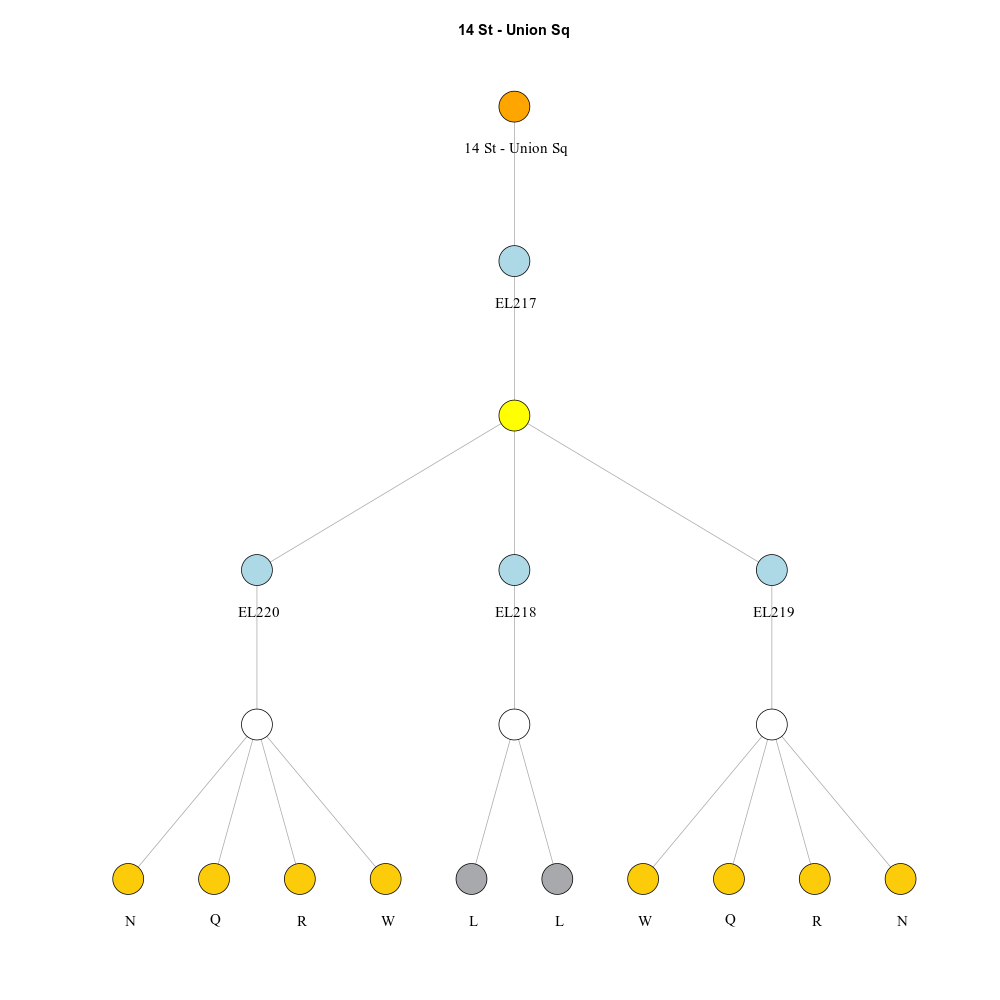 14 St - Union Sq
14 St - Union Sq
EL217
EL220 EL218 EL219
N Q R W L L W Q R N